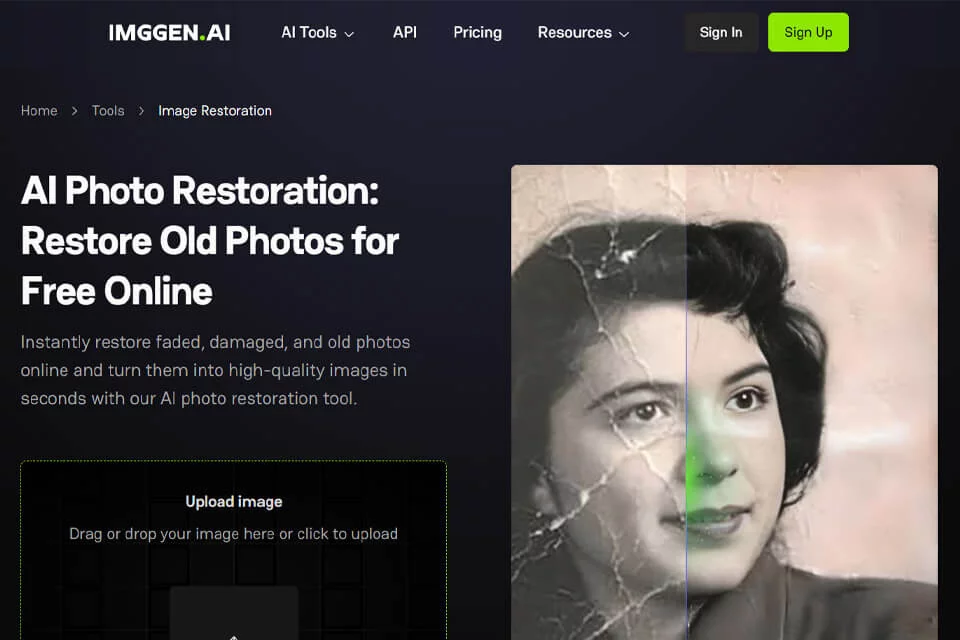 IMGGEN.AI AI Tools API Pricing Resources Sign In Sign Up
Home > Tools > Image Restoration
AI Photo Restoration:
Restore Old Photos for
Free Online
Instantly restore faded, damaged, and old photos
online and turn them into high-quality images in
seconds with our AI photo restoration tool.
Upload image
Drag or drop your image here or click to upload